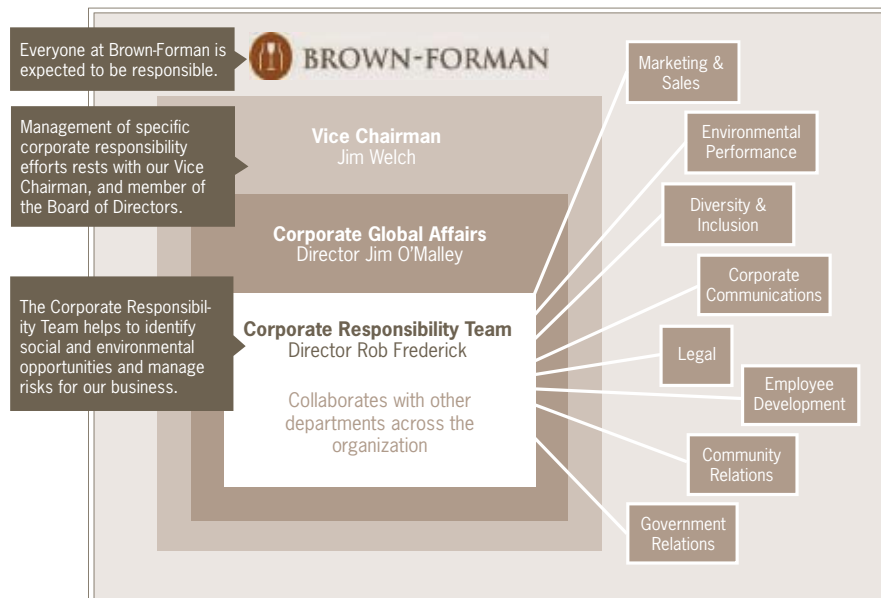 Everyone at Brown-Forman is
expected to be responsible.
BROWN-FORMAN
Management of specific
corporate responsibility
efforts rests with our Vice
Chairman, and member of
the Board of Directors.
Vice Chairman
Jim Welch
Corporate Global Affairs
Director Jim O’Malley
The Corporate Responsibil-
ity Team helps to identify
social and environmental
opportunities and manage
risks for our business.
Corporate Responsibility Team
Director Rob Frederick
Collaborates with other
departments across the
organization
Marketing &
Sales
Environmental
Performance
Diversity &
Inclusion
Corporate
Communications
Legal
Employee
Development
Community
Relations
Government
Relations